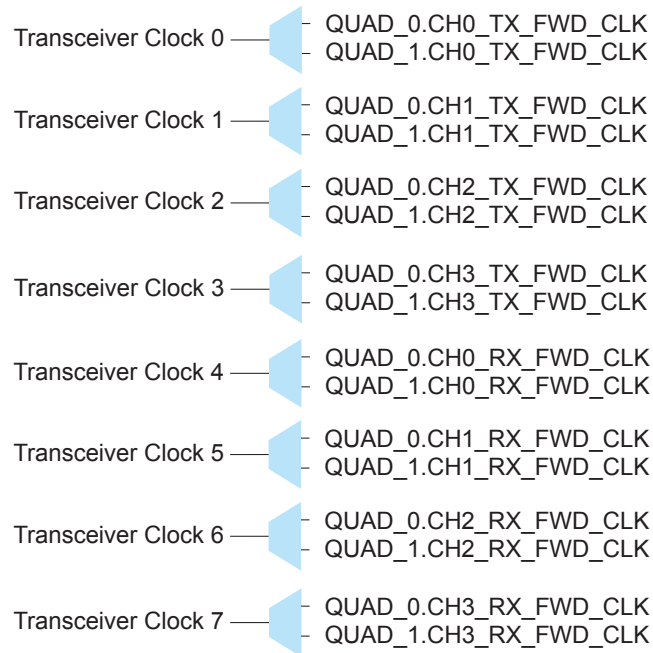 QUAD_0.CH0_TX_FWD_CLK
Transceiver Clock 0
QUAD_1.CH0_TX_FWD_CLK
QUAD_0.CH1_TX_FWD_CLK
Transceiver Clock 1
QUAD_1.CH1_TX_FWD_CLK
QUAD_0.CH2_TX_FWD_CLK
Transceiver Clock 2
QUAD_1.CH2_TX_FWD_CLK
QUAD_0.CH3_TX_FWD_CLK
Transceiver Clock 3
QUAD_1.CH3_TX_FWD_CLK
QUAD_0.CH0_RX_FWD_CLK
Transceiver Clock 4
QUAD_1.CH0_RX_FWD_CLK
QUAD_0.CH1_RX_FWD_CLK
Transceiver Clock 5
QUAD_1.CH1_RX_FWD_CLK
QUAD_0.CH2_RX_FWD_CLK
Transceiver Clock 6
QUAD_1.CH2_RX_FWD_CLK
QUAD_0.CH3_RX_FWD_CLK
Transceiver Clock 7
QUAD_1.CH3_RX_FWD_CLK